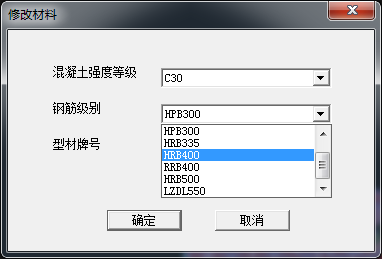 修改材料
混凝土强度等级 C30
钢筋级别 HPB300
型材牌号
HPB300
HRB335
HRB400
RRB400
HRB500
LZDL550
确定 取消